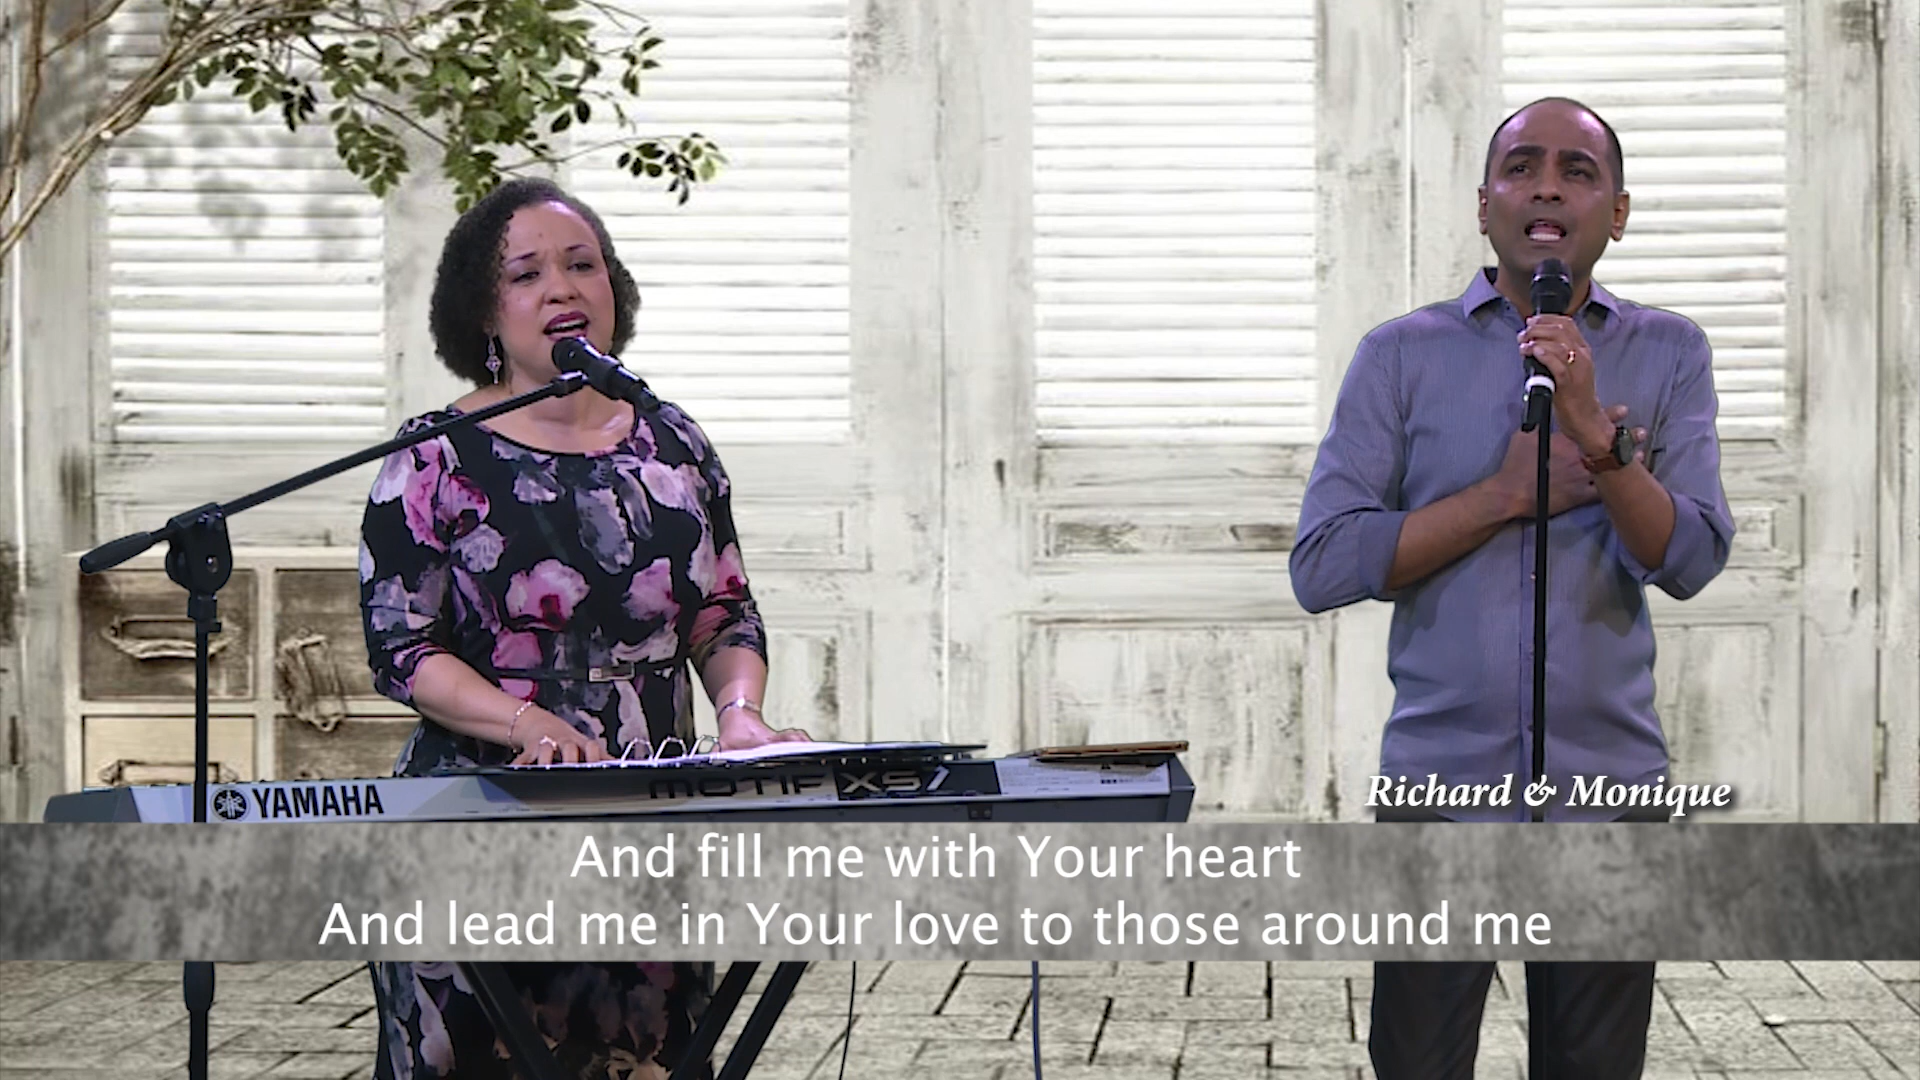 YAMAHA
MOTIF XS7
Richard & Monique
And fill me with Your heart
And lead me in Your love to those around me